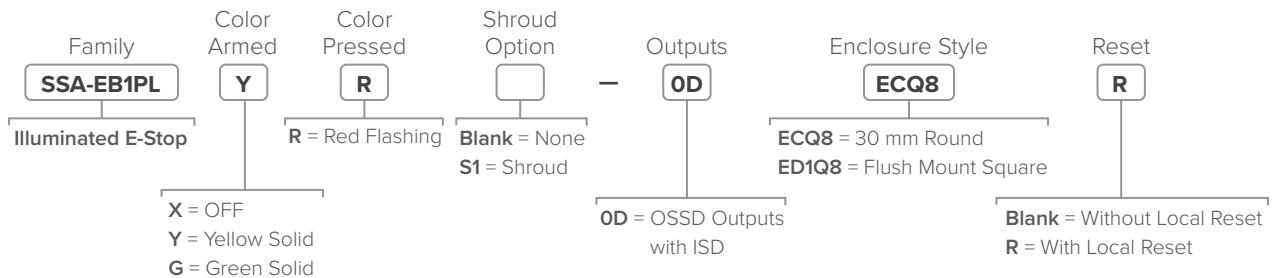 Family
Color Armed
Color Pressed
Shroud Option
Outputs
Enclosure Style
Reset
SSA-EB1PL
Y
R
–
0D
ECQ8
R
Illuminated E-Stop
X = OFF
Y = Yellow Solid
G = Green Solid
R = Red Flashing
Blank = None
S1 = Shroud
0D = OSSD Outputs
with ISD
ECQ8 = 30 mm Round
ED1Q8 = Flush Mount Square
Blank = Without Local Reset
R = With Local Reset